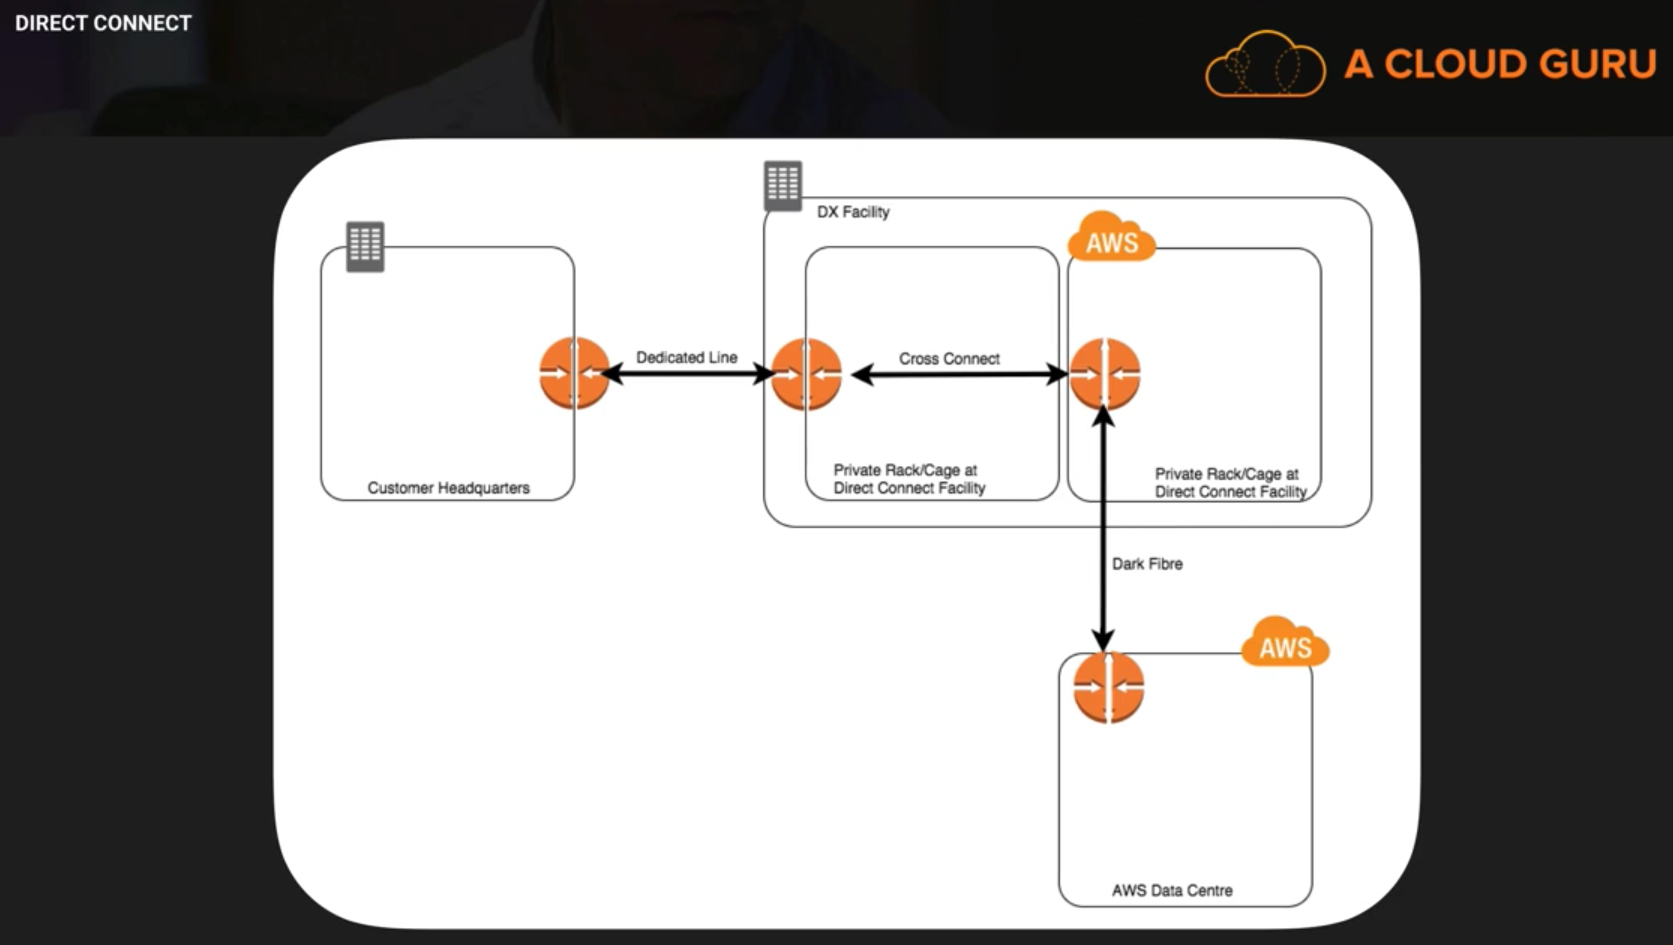 DIRECT CONNECT
A CLOUD GURU
DX Facility
AWS
Dedicated Line
Cross Connect
Customer Headquarters
Private Rack/Cage at
Direct Connect Facility
Private Rack/Cage at
Direct Connect Facility
Dark Fibre
AWS
AWS Data Centre